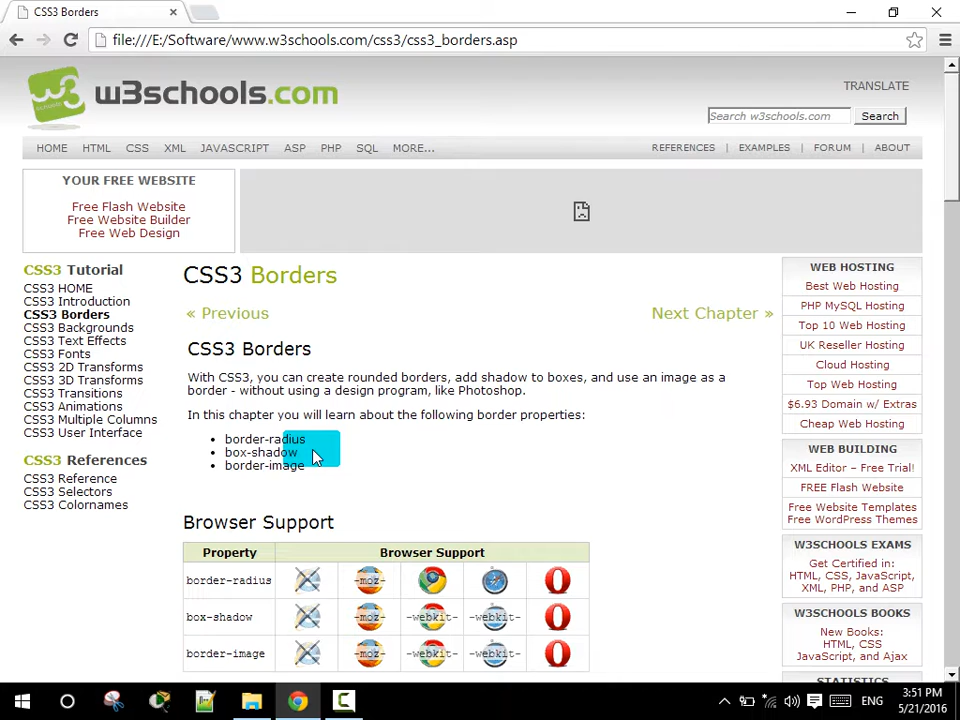 CSS3 Borders
file:///E:/Software/www.w3schools.com/css3/css3_borders.asp
w3
w3schools.com
TRANSLATE
Search w3schools.com
Search
HOME HTML CSS XML JAVASCRIPT ASP PHP SQL MORE...
REFERENCES | EXAMPLES | FORUM | ABOUT
YOUR FREE WEBSITE
Free Flash Website
Free Website Builder
Free Web Design
CSS3 Tutorial
CSS3 HOME
CSS3 Introduction
CSS3 Borders
CSS3 Backgrounds
CSS3 Text Effects
CSS3 Fonts
CSS3 2D Transforms
CSS3 3D Transforms
CSS3 Transitions
CSS3 Animations
CSS3 Multiple Columns
CSS3 User Interface
CSS3 References
CSS3 Reference
CSS3 Selectors
CSS3 Colornames
CSS3 Borders
« Previous
Next Chapter »
CSS3 Borders
With CSS, you can create rounded borders, add shadow to boxes, and use an image as a
border - without using a design program, like Photoshop.
In this chapter you will learn about the following border properties:
• border-radius
• box-shadow
• border-image
Browser Support
Property Browser Support
border-radius -moz-
box-shadow -moz- -webkit- -webkit-
border-image -moz- -webkit- -webkit-
WEB HOSTING
Best Web Hosting
PHP MySQL Hosting
Top 10 Web Hosting
UK Reseller Hosting
Cloud Hosting
Top Web Hosting
$6.93 Domain w/ Extras
Cheap Web Hosting
WEB BUILDING
XML Editor – Free Trial!
FREE Flash Website
Free Website Templates
Free WordPress Themes
W3SCHOOLS EXAMS
Get Certified in:
HTML, CSS, JavaScript,
XML, PHP, and ASP
W3SCHOOLS BOOKS
New Books:
HTML, CSS
JavaScript, and Ajax
STATISTICS
ENG
3:51 PM
5/21/2016